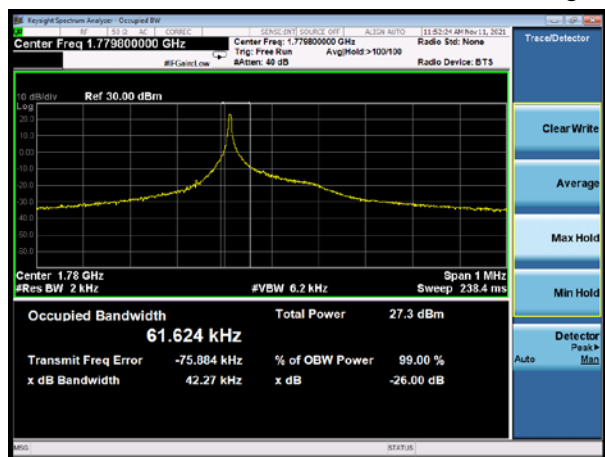 Keysight Spectrum Analyzer - Occupied BW
RF 50 Ω AC CORREC SENSE:INT SOURCE OFF ALIGN AUTO 11:52:24 AM Nov 11, 2021
Center Freq 1.779800000 GHz Center Freq: 1.779800000 GHz Radio Std: None Trace/Detector
Trig: Free Run Avg|Hold:>100/100
#IFGain:Low #Atten: 40 dB Radio Device: BTS
10 dB/div Ref 30.00 dBm
Log
20.0
10.0
0.00
-10.0
-20.0
-30.0
-40.0
-50.0
-60.0
Clear Write
Average
Max Hold
Min Hold
Center 1.78 GHz Span 1 MHz
#Res BW 2 kHz #VBW 6.2 kHz Sweep 238.4 ms
Occupied Bandwidth Total Power 27.3 dBm
61.624 kHz
Transmit Freq Error -75.884 kHz % of OBW Power 99.00 %
x dB Bandwidth 42.27 kHz x dB -26.00 dB
Detector
Peak▶
Auto Man
MSG STATUS